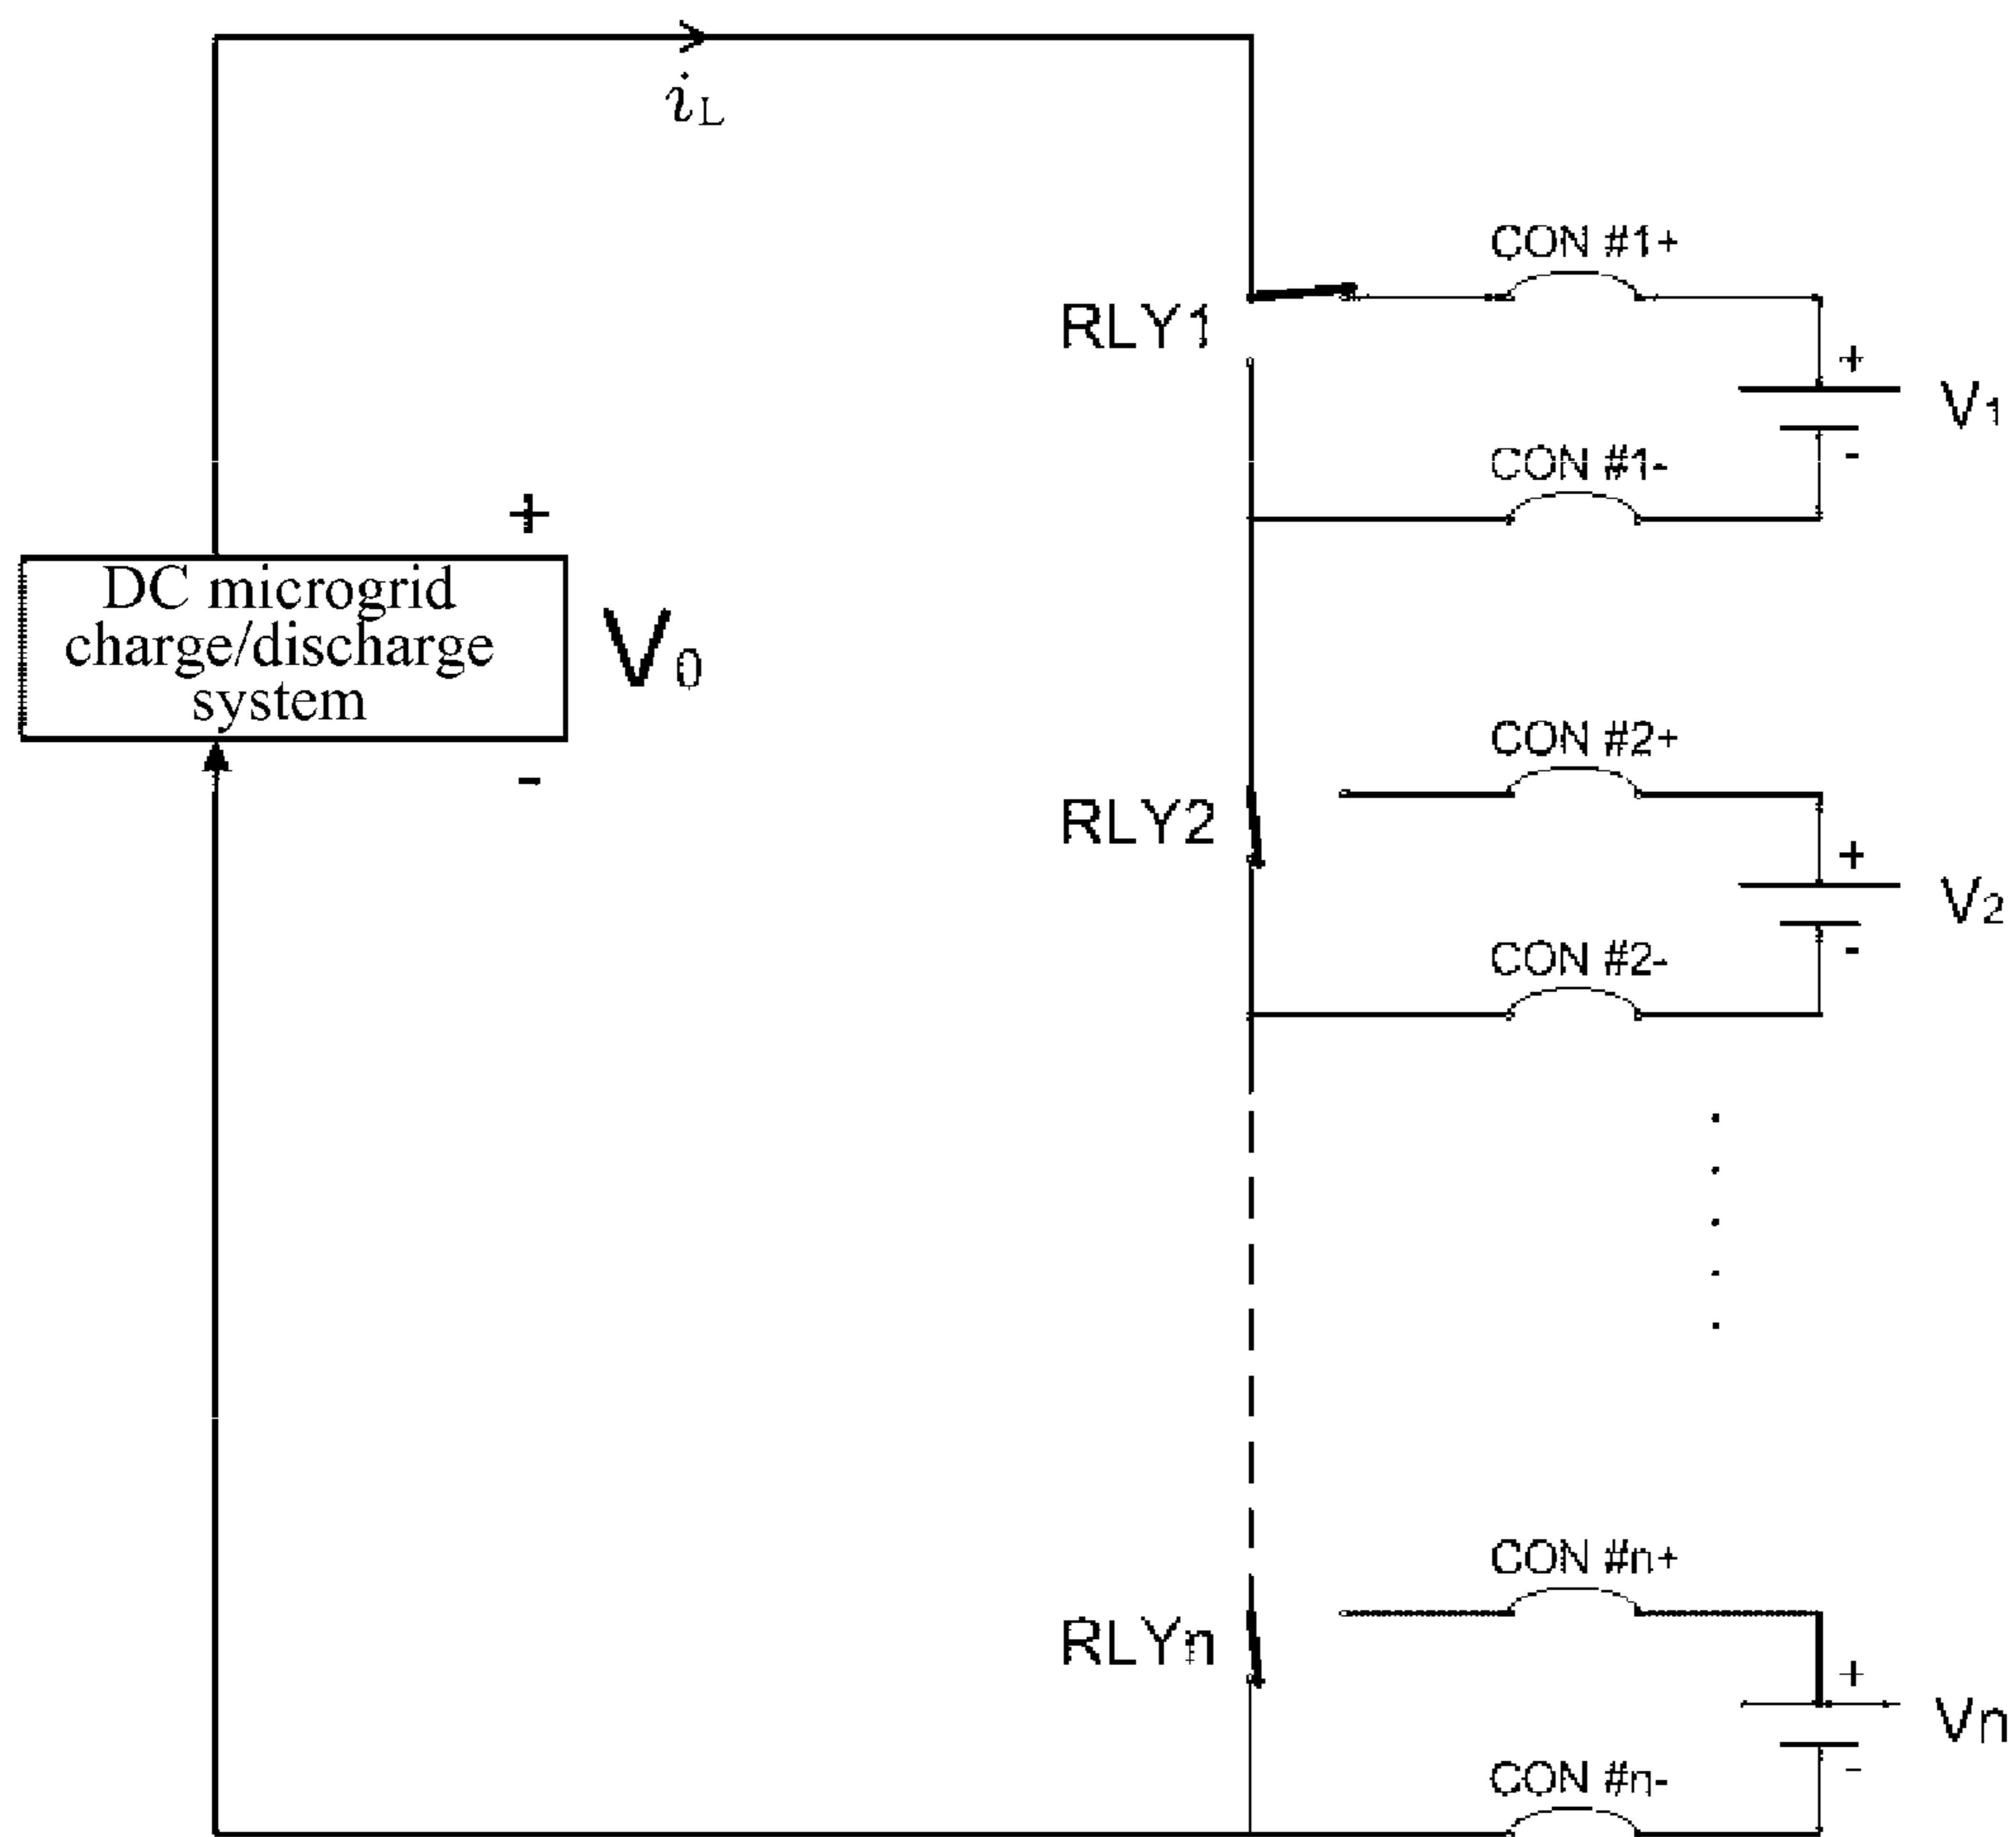 iL
CON #1+
RLY1
+
V1
-
CON #1-
+
DC microgrid
charge/discharge
system
V0
-
CON #2+
RLY2
+
V2
-
CON #2-
CON #n+
RLYn
+
Vn
-
CON #n-